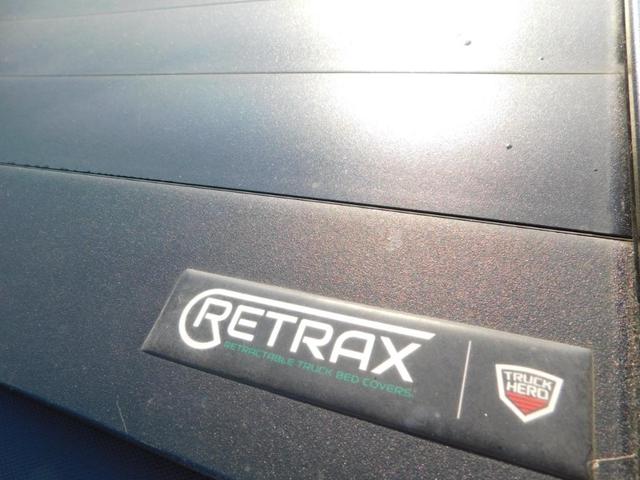 RETRAX
RETRACTABLE TRUCK BED COVERS
TRUCK
HERO